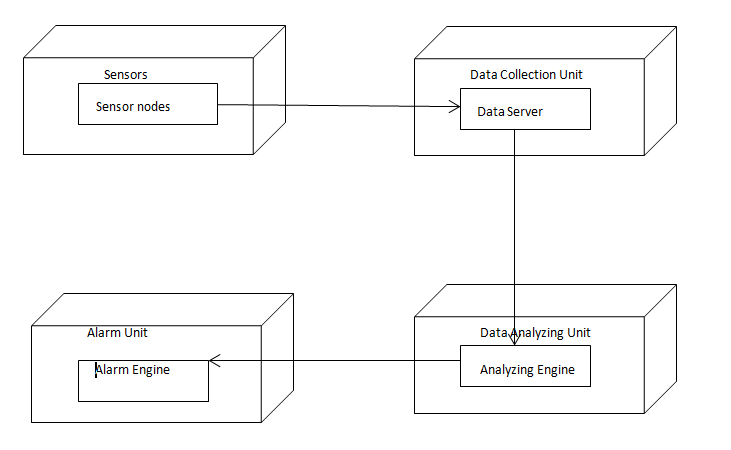 Sensors
Sensor nodes
Data Collection Unit
Data Server
Alarm Unit
Alarm Engine
Data Analyzing Unit
Analyzing Engine